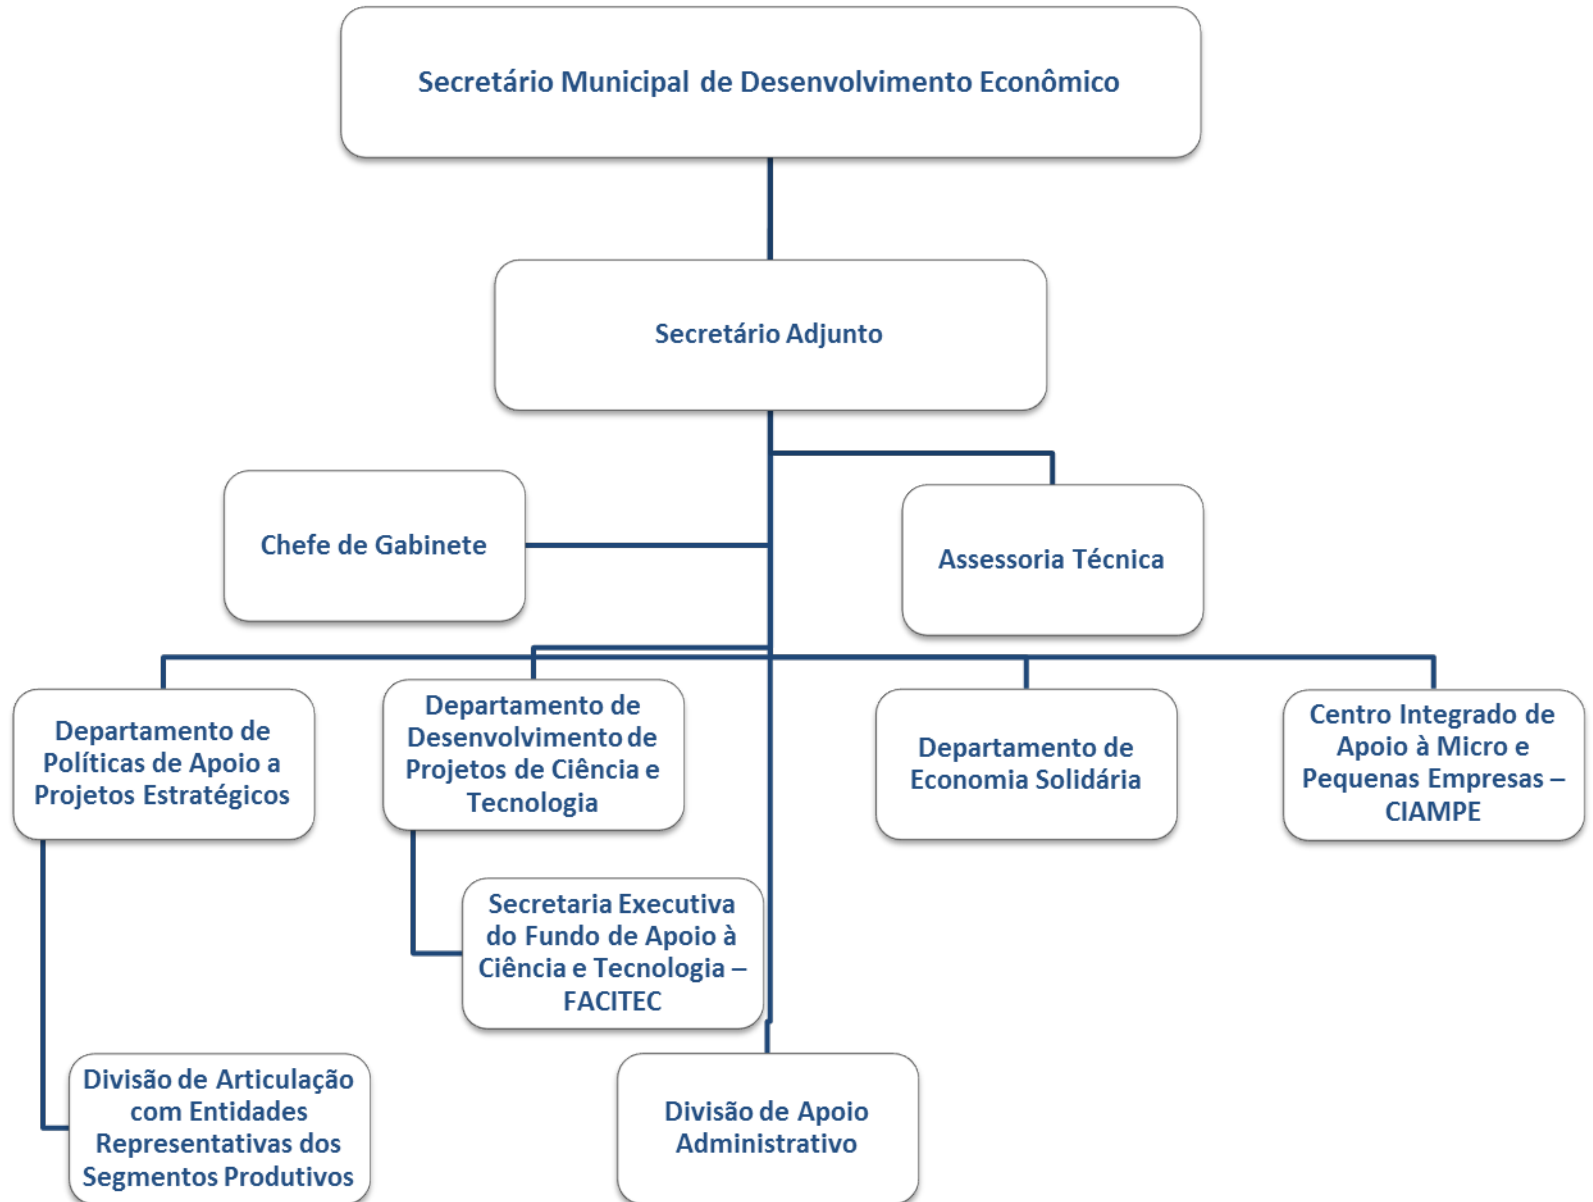 Secretário Municipal de Desenvolvimento Econômico
Secretário Adjunto
Chefe de Gabinete
Assessoria Técnica
Departamento de
Políticas de Apoio a
Projetos Estratégicos
Departamento de
Desenvolvimento de
Projetos de Ciência e
Tecnologia
Departamento de
Economia Solidária
Centro Integrado de
Apoio à Micro e
Pequenas Empresas –
CIAMPE
Secretaria Executiva
do Fundo de Apoio à
Ciência e Tecnologia –
FACITEC
Divisão de Articulação
com Entidades
Representativas dos
Segmentos Produtivos
Divisão de Apoio
Administrativo